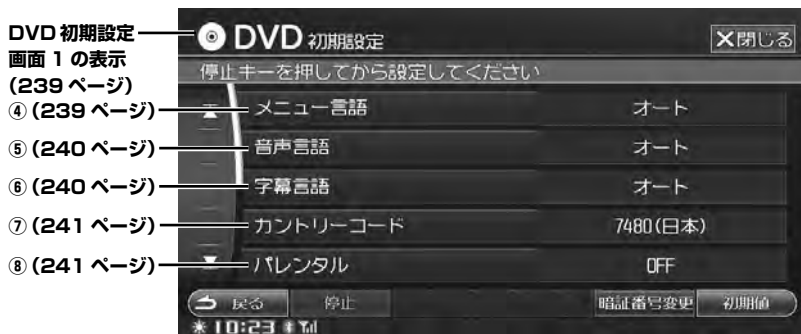 DVD 初期設定
画面 1 の表示
(239 ページ)
④(239 ページ)
⑤(240 ページ)
⑥(240 ページ)
⑦(241 ページ)
⑧(241 ページ)
DVD 初期設定
×閉じる
停止キーを押してから設定してください
メニュー言語 オート
音声言語 オート
字幕言語 オート
カントリーコード 7480(日本)
パレンタル OFF
戻る 停止 暗証番号変更 初期値
10:23